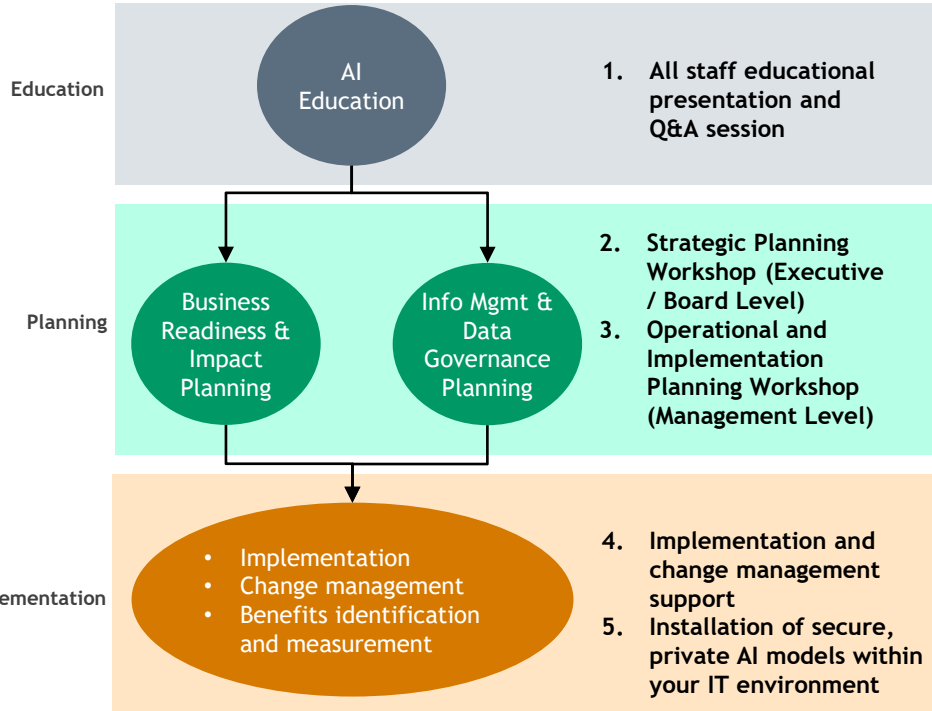 Education
AI
Education
1. All staff educational
presentation and
Q&A session
Planning
Business
Readiness &
Impact
Planning
Info Mgmt &
Data
Governance
Planning
2. Strategic Planning
Workshop (Executive
/ Board Level)
3. Operational and
Implementation
Planning Workshop
(Management Level)
ementation
• Implementation
• Change management
• Benefits identification
and measurement
4. Implementation and
change management
support
5. Installation of secure,
private AI models within
your IT environment